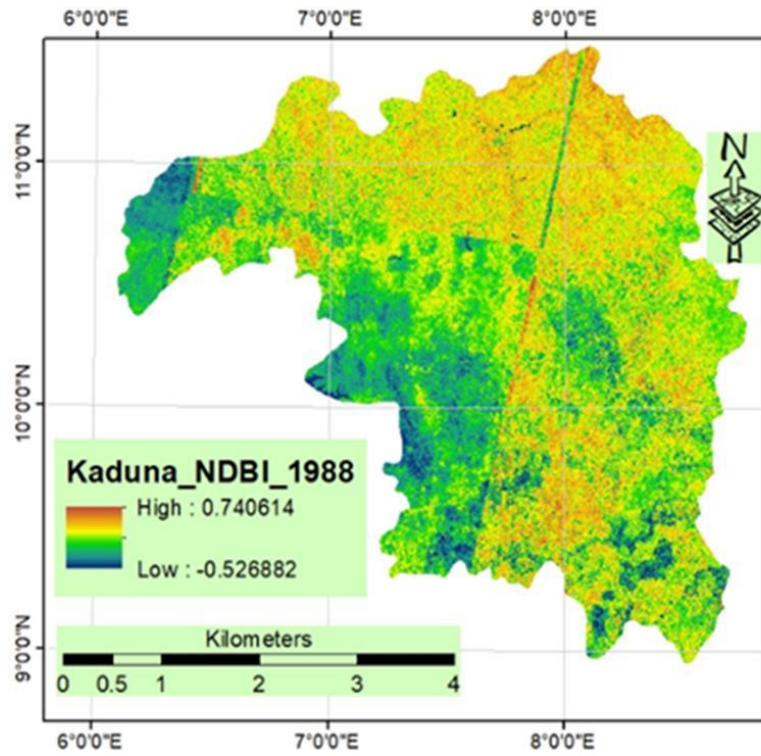 6°0'0"E 7°0'0"E 8°0'0"E
11°0'0"N
10°0'0"N
9°0'0"N
N
Kaduna_NDBI_1988
High : 0.740614
Low : -0.526882
Kilometers
0 0.5 1 2 3 4
6°0'0"E 7°0'0"E 8°0'0"E